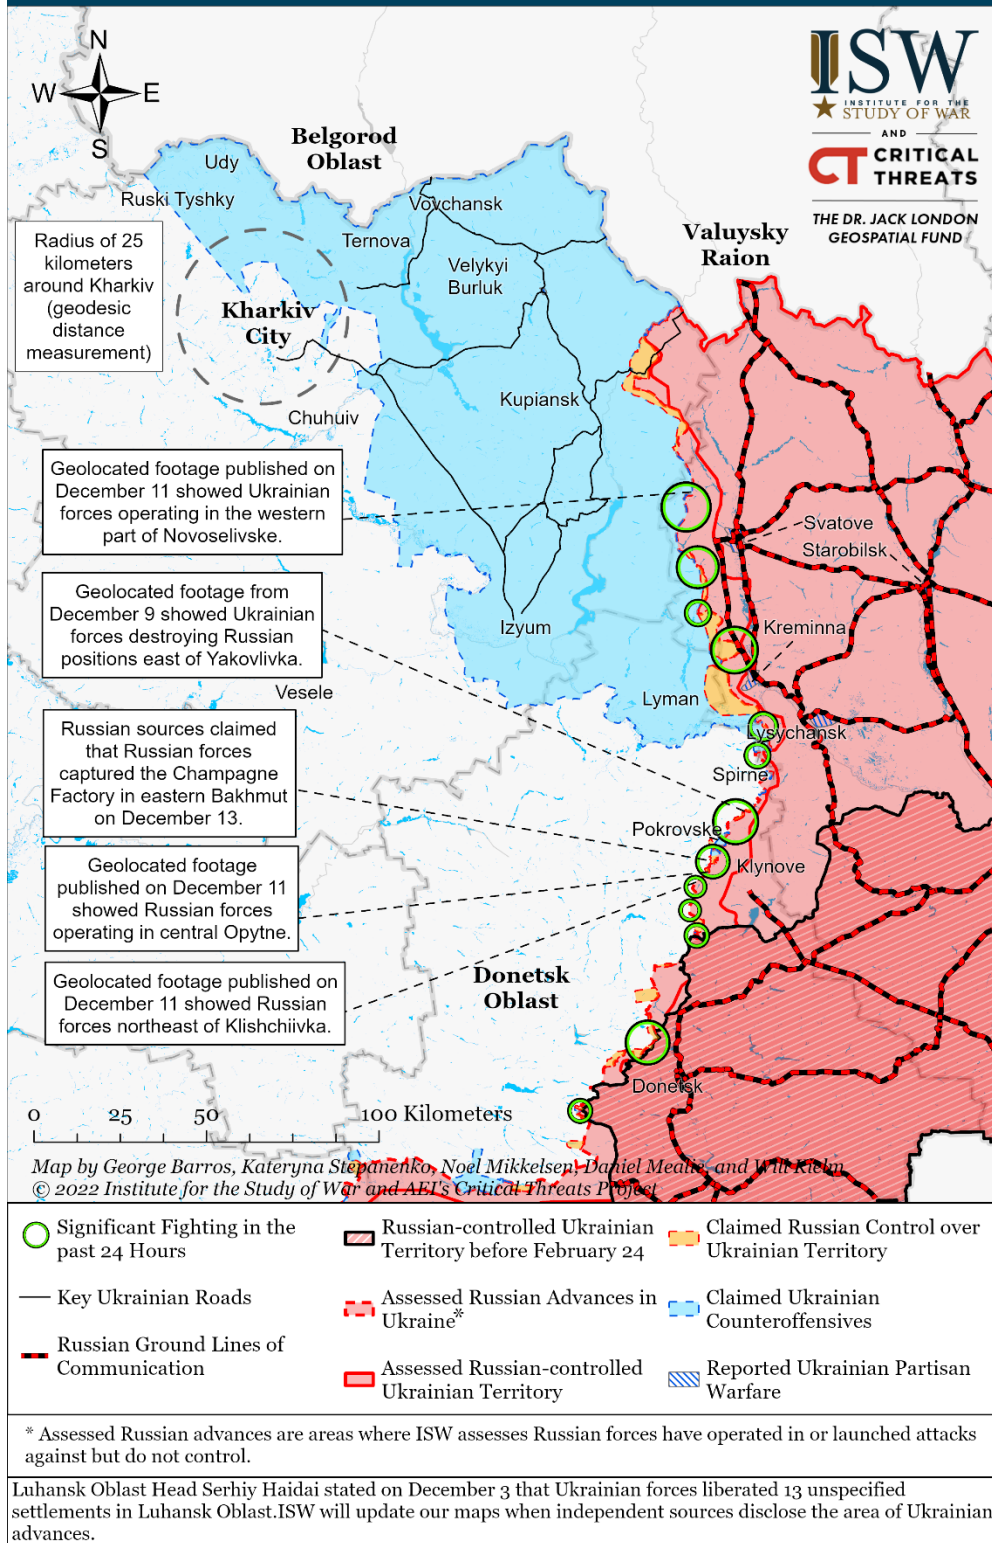 N
W
E
S
ISW
INSTITUTE FOR THE
STUDY OF WAR
AND
CT CRITICAL
THREATS
THE DR. JACK LONDON
GEOSPATIAL FUND
Belgorod
Oblast
Udy
Ruski Tyshky
Vovchansk
Ternova
Valuysky
Raion
Radius of 25
kilometers
around Kharkiv
(geodesic
distance
measurement)
Velykyi
Burluk
Kharkiv
City
Kupiansk
Chuhuiv
Geolocated footage published on
December 11 showed Ukrainian
forces operating in the western
part of Novoselivske.
Svatove
Starobilsk
Geolocated footage from
December 9 showed Ukrainian
forces destroying Russian
positions east of Yakovlivka.
Izyum
Kreminna
Vesele
Lyman
Russian sources claimed
that Russian forces
captured the Champagne
Factory in eastern Bakhmut
on December 13.
Lysychansk
Spirne
Pokrovske
Klynove
Geolocated footage
published on December 11
showed Russian forces
operating in central Opytne.
Geolocated footage published on
December 11 showed Russian
forces northeast of Klishchiivka.
Donetsk
Oblast
Donetsk
0 25 50 100 Kilometers
Map by George Barros, Kateryna Stepanenko, Noel Mikkelsen, Daniel Mealie, and Will Kielm
© 2022 Institute for the Study of War and AEI's Critical Threats Project
Significant Fighting in the
past 24 Hours
Key Ukrainian Roads
Russian Ground Lines of
Communication
Russian-controlled Ukrainian
Territory before February 24
Assessed Russian Advances in
Ukraine*
Assessed Russian-controlled
Ukrainian Territory
Claimed Russian Control over
Ukrainian Territory
Claimed Ukrainian
Counteroffensives
Reported Ukrainian Partisan
Warfare
* Assessed Russian advances are areas where ISW assesses Russian forces have operated in or launched attacks
against but do not control.
Luhansk Oblast Head Serhiy Haidai stated on December 3 that Ukrainian forces liberated 13 unspecified
settlements in Luhansk Oblast.ISW will update our maps when independent sources disclose the area of Ukrainian
advances.